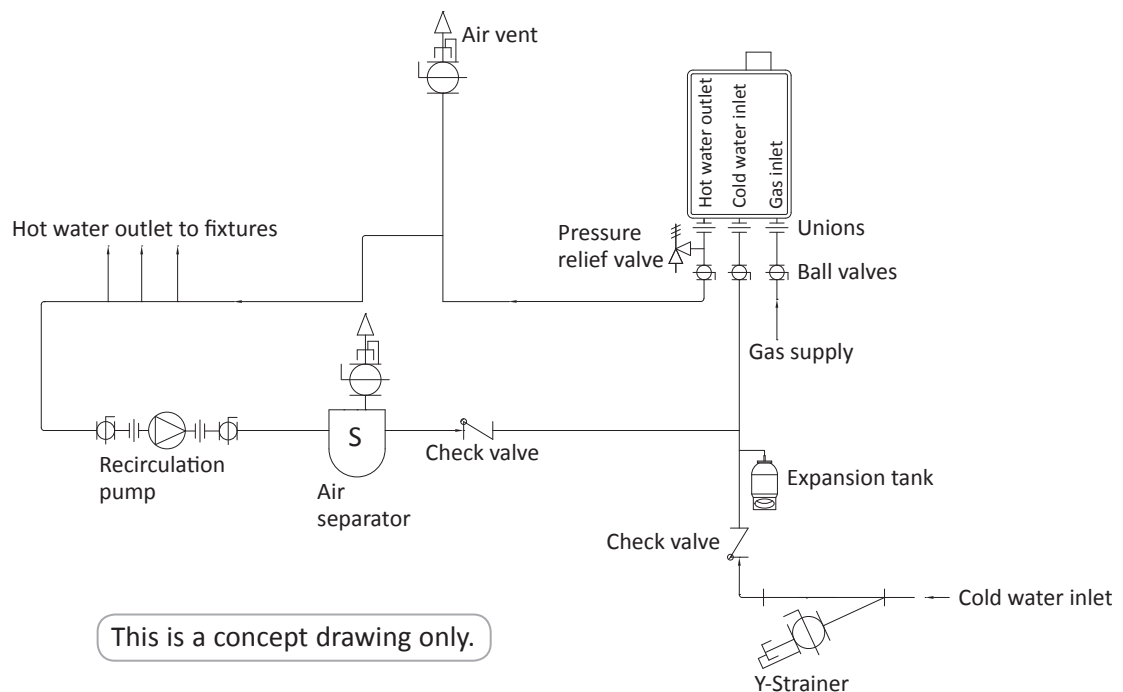 Air vent
Hot water outlet
Cold water inlet
Gas inlet
Hot water outlet to fixtures
Pressure
relief valve
Unions
Ball valves
Gas supply
S
Recirculation
pump
Air
separator
Check valve
Expansion tank
Check valve
Cold water inlet
Y-Strainer
This is a concept drawing only.